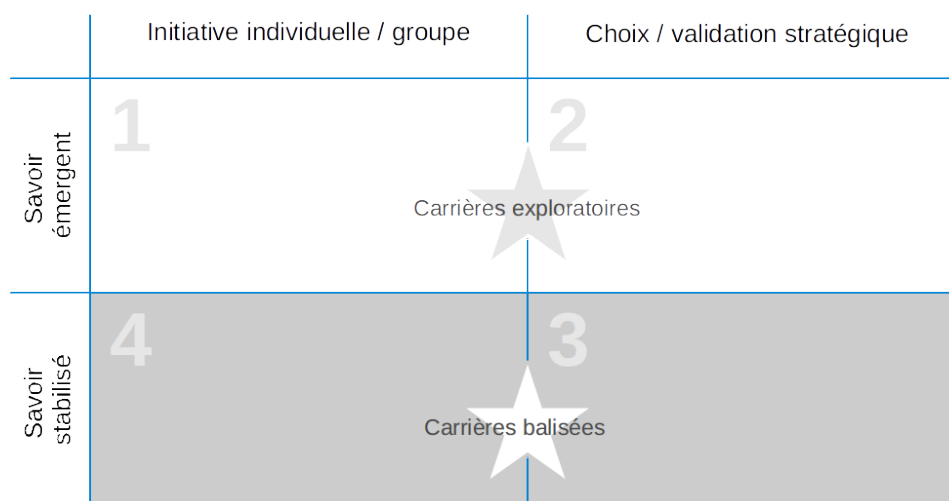 Initiative individuelle / groupe
Choix / validation stratégique
Savoir
émergent
1
2
Carrières exploratoires
Savoir
stabilisé
4
3
Carrières balisées